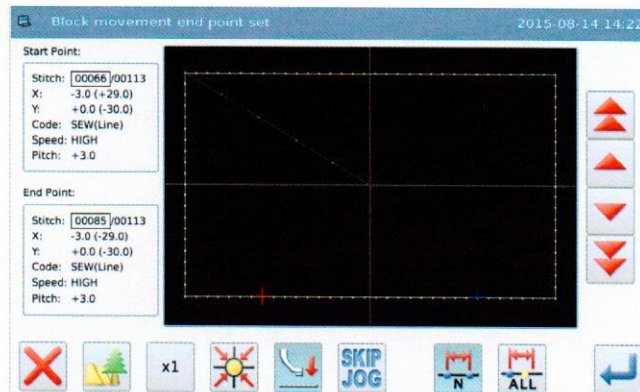 Block movement end point set 2015-08-14 14:22
Start Point:
Stitch: 00066/00113
X: -3.0 (+29.0)
Y: +0.0 (-30.0)
Code: SEW(Line)
Speed: HIGH
Pitch: +3.0
End Point:
Stitch: 00085/00113
X: -3.0 (-29.0)
Y: +0.0 (-30.0)
Code: SEW(Line)
Speed: HIGH
Pitch: +3.0
x1
SKIP
JOG
N
ALL